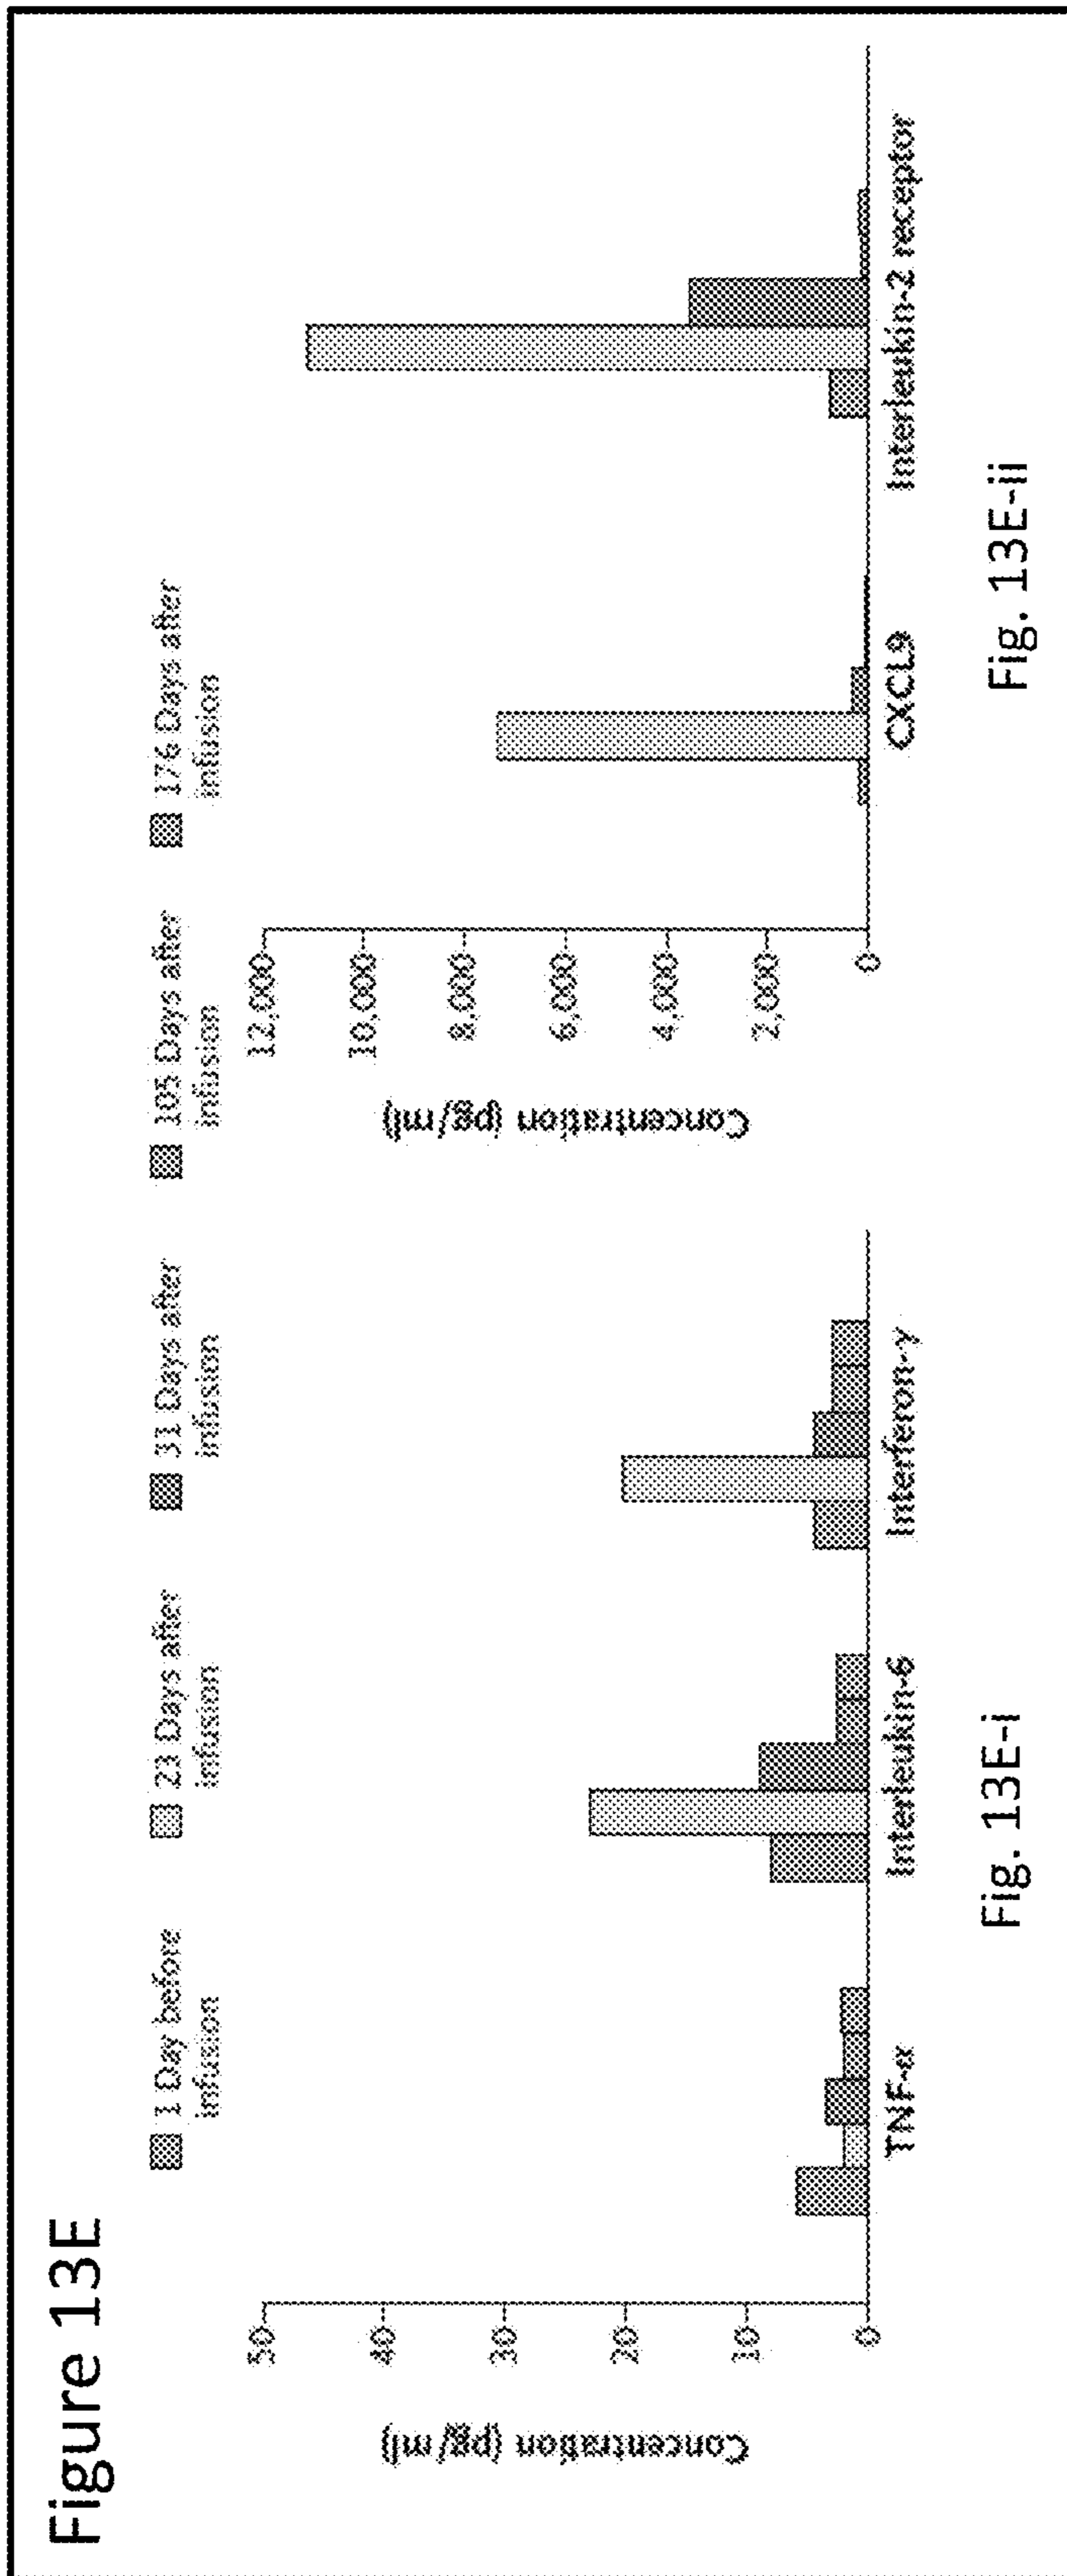 Figure 13E
1 Day before
infusion
23 Days after
infusion
31 Days after
infusion
105 Days after
infusion
176 Days after
infusion
Concentration (pg/ml)
50
40
30
20
10
0
TNF-α
Interleukin-6
Interferon-γ
Fig. 13E-i
Concentration (pg/ml)
12,000
10,000
8,000
6,000
4,000
2,000
0
CXCL9
Interleukin-2 receptor
Fig. 13E-ii